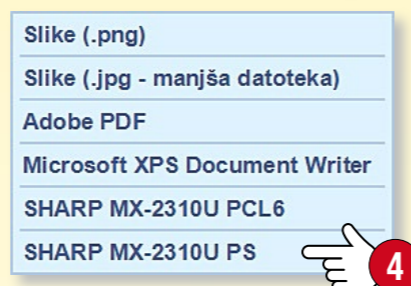 Slike (.png)
Slike (.jpg - manjša datoteka)
Adobe PDF
Microsoft XPS Document Writer
SHARP MX-2310U PCL6
SHARP MX-2310U PS
4